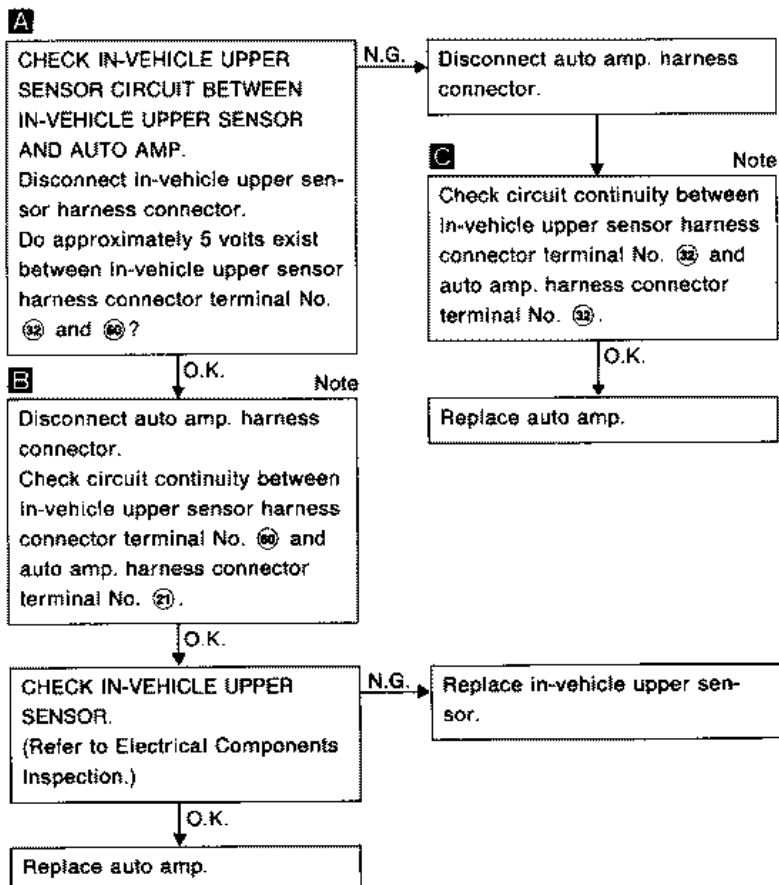 A
CHECK IN-VEHICLE UPPER
SENSOR CIRCUIT BETWEEN
IN-VEHICLE UPPER SENSOR
AND AUTO AMP.
Disconnect in-vehicle upper sen-
sor harness connector.
Do approximately 5 volts exist
between in-vehicle upper sensor
harness connector terminal No.
32 and 60?
N.G.
Disconnect auto amp. harness
connector.
C
Note
Check circuit continuity between
in-vehicle upper sensor harness
connector terminal No. 32 and
auto amp. harness connector
terminal No. 32.
O.K.
Replace auto amp.
O.K.
B
Note
Disconnect auto amp. harness
connector.
Check circuit continuity between
in-vehicle upper sensor harness
connector terminal No. 60 and
auto amp. harness connector
terminal No. 21.
O.K.
CHECK IN-VEHICLE UPPER
SENSOR.
(Refer to Electrical Components
Inspection.)
N.G.
Replace in-vehicle upper sen-
sor.
O.K.
Replace auto amp.